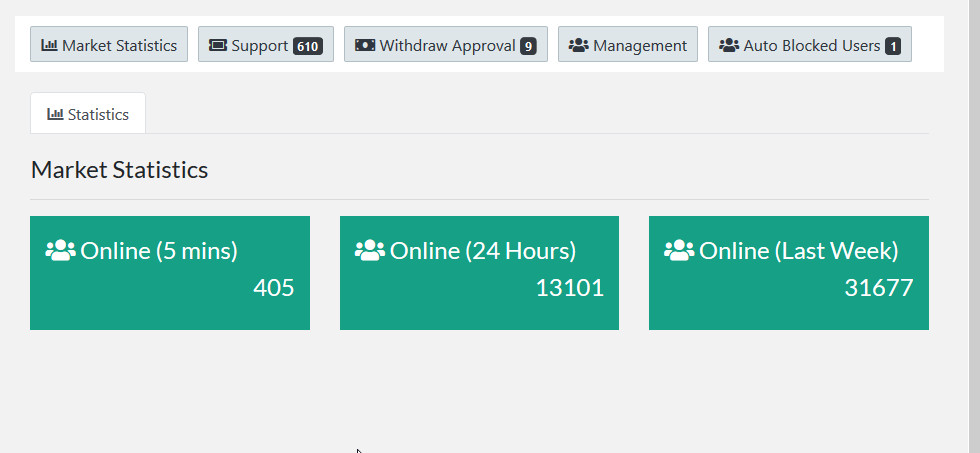 Market Statistics Support 610 Withdraw Approval 9 Management Auto Blocked Users 1
Statistics
Market Statistics
Online (5 mins)
405
Online (24 Hours)
13101
Online (Last Week)
31677